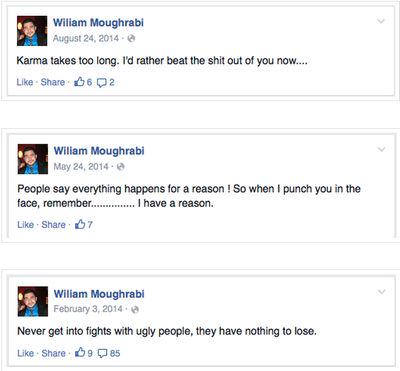 Wiliam Moughrabi
August 24, 2014
Karma takes too long. I'd rather beat the shit out of you now....
Like · Share · 6 2
Wiliam Moughrabi
May 24, 2014 ·
People say everything happens for a reason ! So when I punch you in the
face, remember............... I have a reason.
Like · Share · 7
Wiliam Moughrabi
February 3, 2014 ·
Never get into fights with ugly people, they have nothing to lose.
Like · Share · 9 85